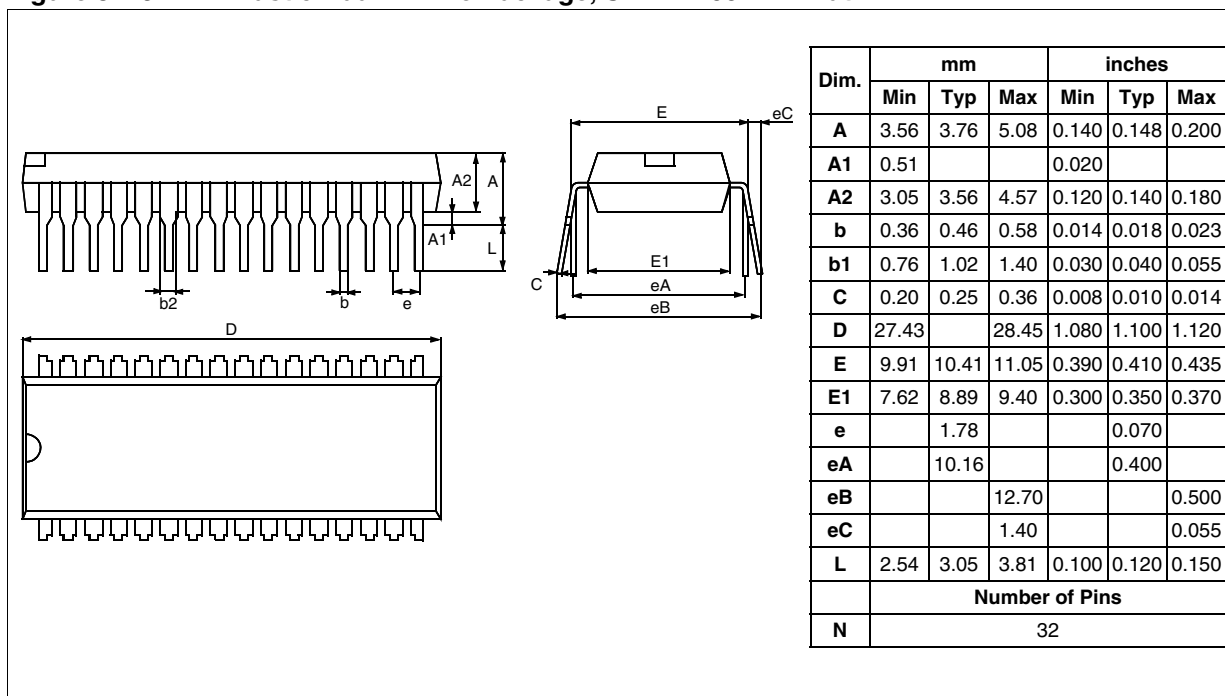 E
eC
A2
A
A1
L
E1
C
eA
eB
b2
b
e
D
Dim. mm inches
Min Typ Max Min Typ Max
A 3.56 3.76 5.08 0.140 0.148 0.200
A1 0.51 0.020
A2 3.05 3.56 4.57 0.120 0.140 0.180
b 0.36 0.46 0.58 0.014 0.018 0.023
b1 0.76 1.02 1.40 0.030 0.040 0.055
C 0.20 0.25 0.36 0.008 0.010 0.014
D 27.43 28.45 1.080 1.100 1.120
E 9.91 10.41 11.05 0.390 0.410 0.435
E1 7.62 8.89 9.40 0.300 0.350 0.370
e 1.78 0.070
eA 10.16 0.400
eB 12.70 0.500
eC 1.40 0.055
L 2.54 3.05 3.81 0.100 0.120 0.150
Number of Pins
N 32